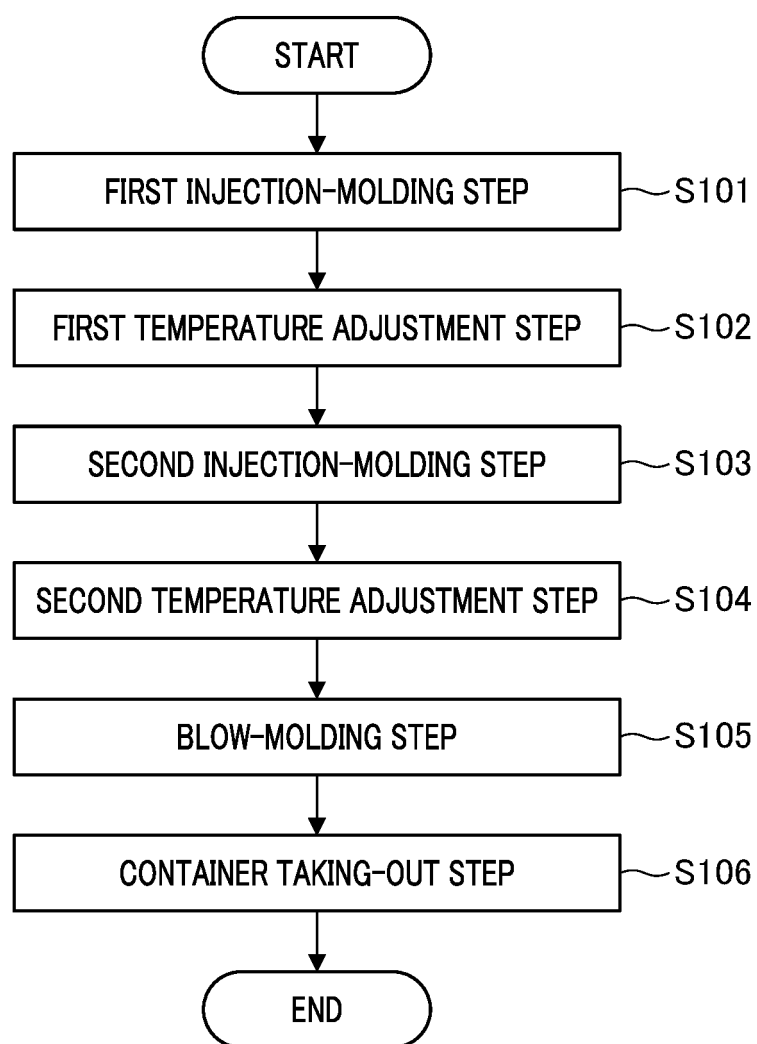 START
FIRST INJECTION-MOLDING STEP
S101
FIRST TEMPERATURE ADJUSTMENT STEP
S102
SECOND INJECTION-MOLDING STEP
S103
SECOND TEMPERATURE ADJUSTMENT STEP
S104
BLOW-MOLDING STEP
S105
CONTAINER TAKING-OUT STEP
S106
END